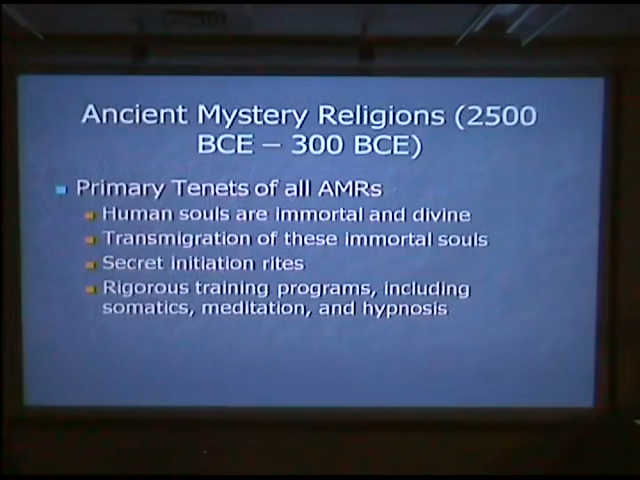 Ancient Mystery Religions (2500
BCE – 300 BCE)
Primary Tenets of all AMRs
Human souls are immortal and divine
Transmigration of these immortal souls
Secret initiation rites
Rigorous training programs, including
somatics, meditation, and hypnosis